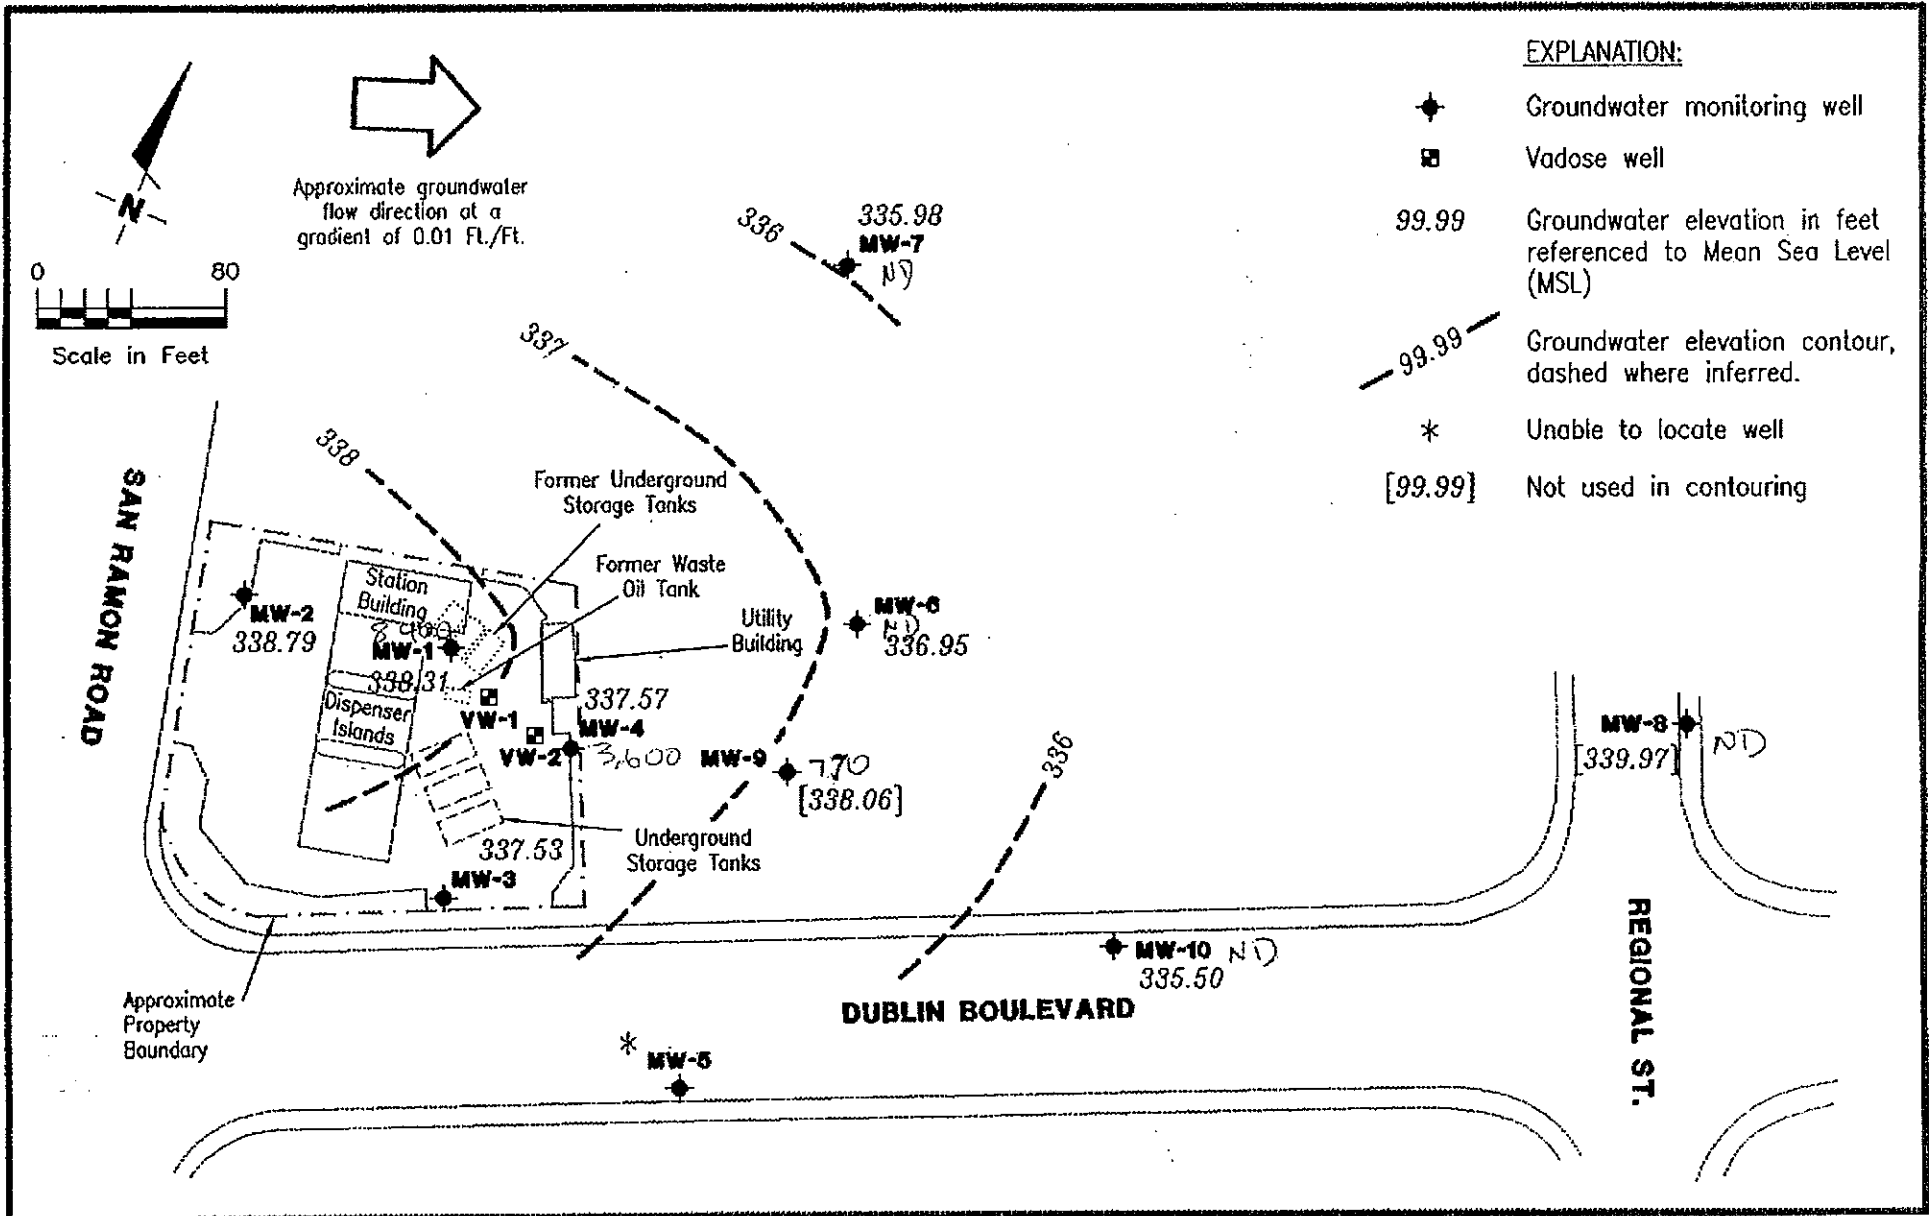 EXPLANATION:
Groundwater monitoring well
Vadose well
99.99
Groundwater elevation in feet
referenced to Mean Sea Level
(MSL)
99.99
Groundwater elevation contour,
dashed where inferred.
*
Unable to locate well
[99.99]
Not used in contouring
N
Approximate groundwater
flow direction at a
gradient of 0.01 Ft./Ft.
0 80
Scale in Feet
336
335.98
MW-7
ND
337
338
Former Underground
Storage Tanks
Former Waste
Oil Tank
Utility
Building
SAN RAMON ROAD
Station
Building
MW-2
338.79
MW-1
338.31
Dispenser
Islands
VW-1
VW-2
337.57
MW-4
3,600
MW-6
ND
336.95
MW-9
770
[338.06]
336
MW-8
ND
[339.97]
337.53
Underground
Storage Tanks
MW-3
MW-10 ND
335.50
Approximate
Property
Boundary
DUBLIN BOULEVARD
REGIONAL ST.
*
MW-5